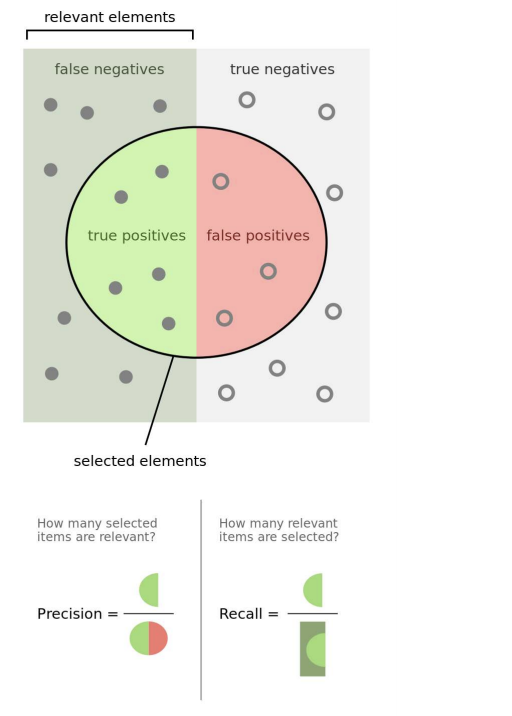 relevant elements
false negatives
true negatives
true positives
false positives
selected elements
How many selected
items are relevant?
How many relevant
items are selected?
Precision =
Recall =